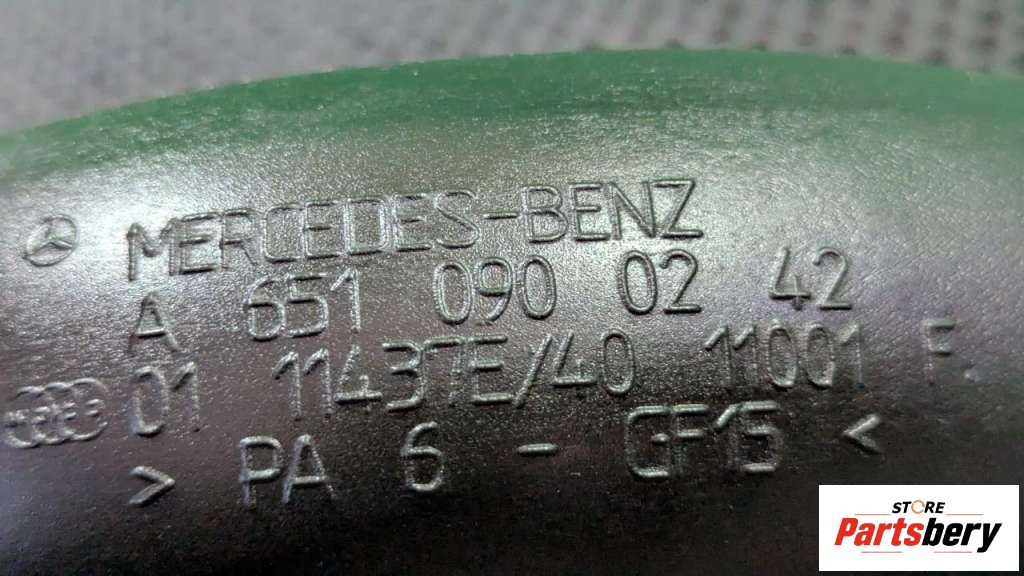 MERCEDES-BENZ
A 651 090 02 42
01 11437E/40 11001 F.
> PA 6 - GF15 <
STORE
Partsbery